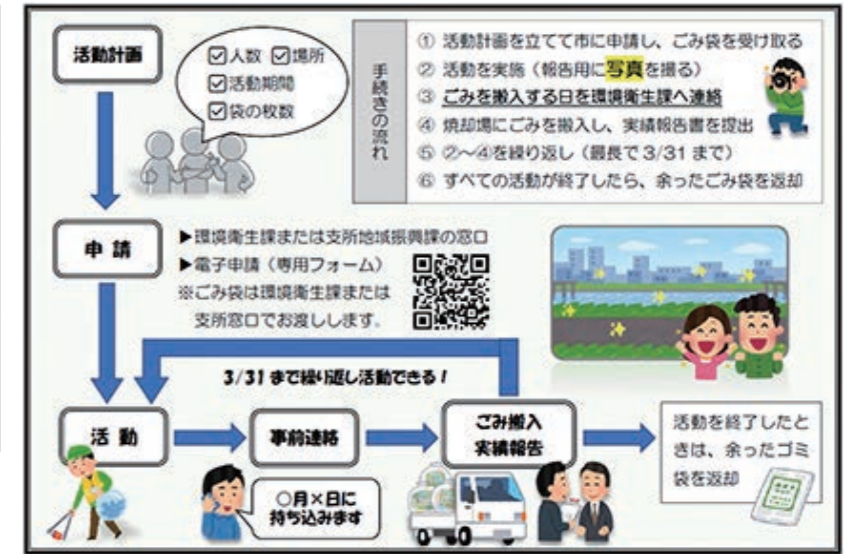 活動計画
☑人数 ☑場所
☑活動期間
☑袋の枚数
手続きの流れ
① 活動計画を立てて市に申請し、ごみ袋を受け取る
② 活動を実施（報告用に写真を撮る）
③ ごみを搬入する日を環境衛生課へ連絡
④ 焼却場にごみを搬入し、実績報告書を提出
⑤ ②～④を繰り返し（最長で3/31まで）
⑥ すべての活動が終了したら、余ったごみ袋を返却
申請
▶環境衛生課または支所地域振興課の窓口
▶電子申請（専用フォーム）
※ごみ袋は環境衛生課または
支所窓口でお渡しします。
3/31まで繰り返し活動できる！
活動
事前連絡
ごみ搬入
実績報告
活動を終了したと
きは、余ったゴミ
袋を返却
○月×日に
持ち込みます